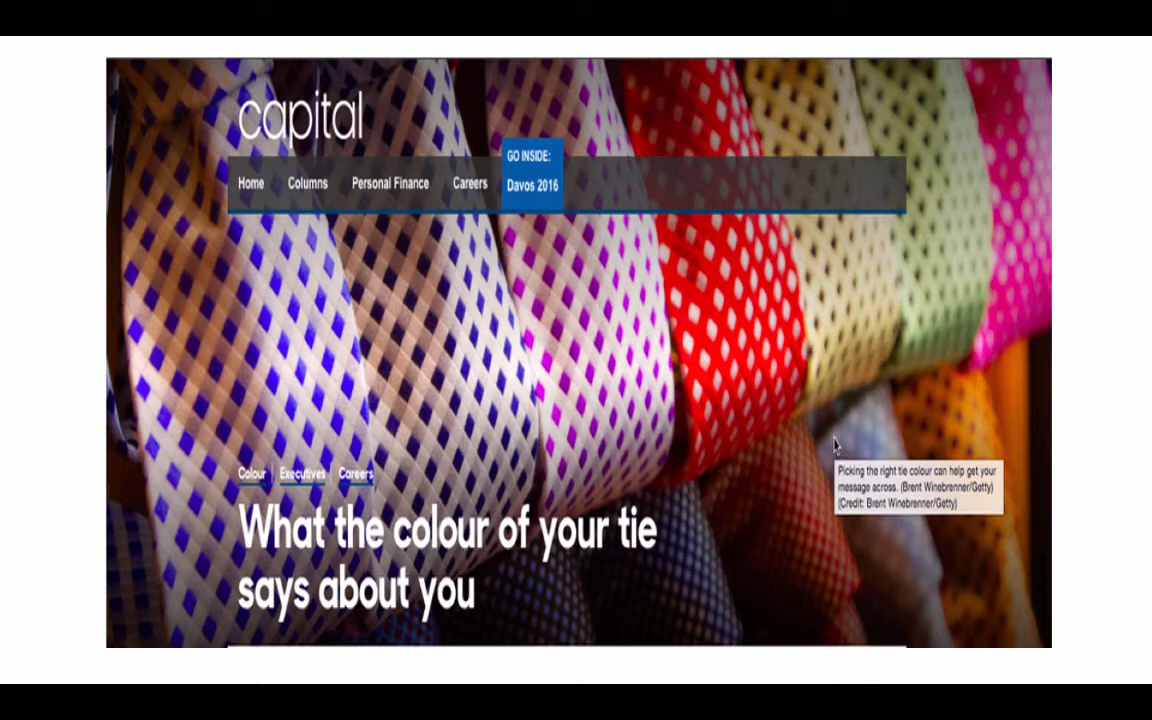 capital
GO INSIDE:
Home Columns Personal Finance Careers Davos 2016
Colour Executives Careers
What the colour of your tie
says about you
Picking the right tie colour can help get your
message across. (Brent Winebrenner/Getty)
(Credit: Brent Winebrenner/Getty)